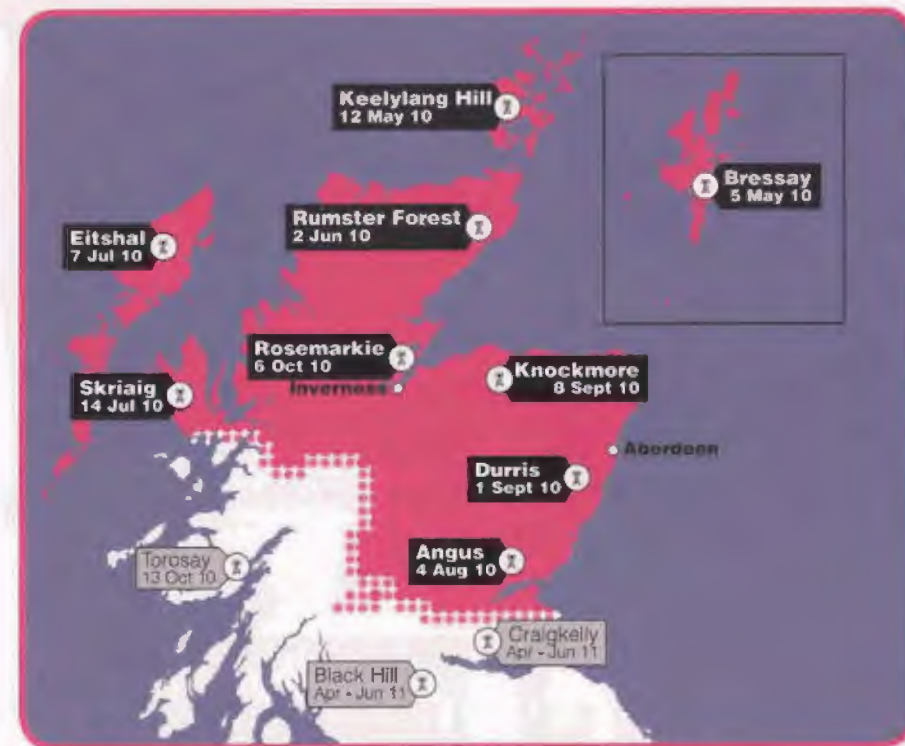 Keelylang Hill
12 May 10
Bressay
5 May 10
Rumster Forest
2 Jun 10
Eitshal
7 Jul 10
Rosemarkie
6 Oct 10
Inverness
Knockmore
8 Sept 10
Skriaig
14 Jul 10
Aberdeen
Durris
1 Sept 10
Angus
4 Aug 10
Torosay
13 Oct 10
Craigkelly
Apr - Jun 11
Black Hill
Apr - Jun 11